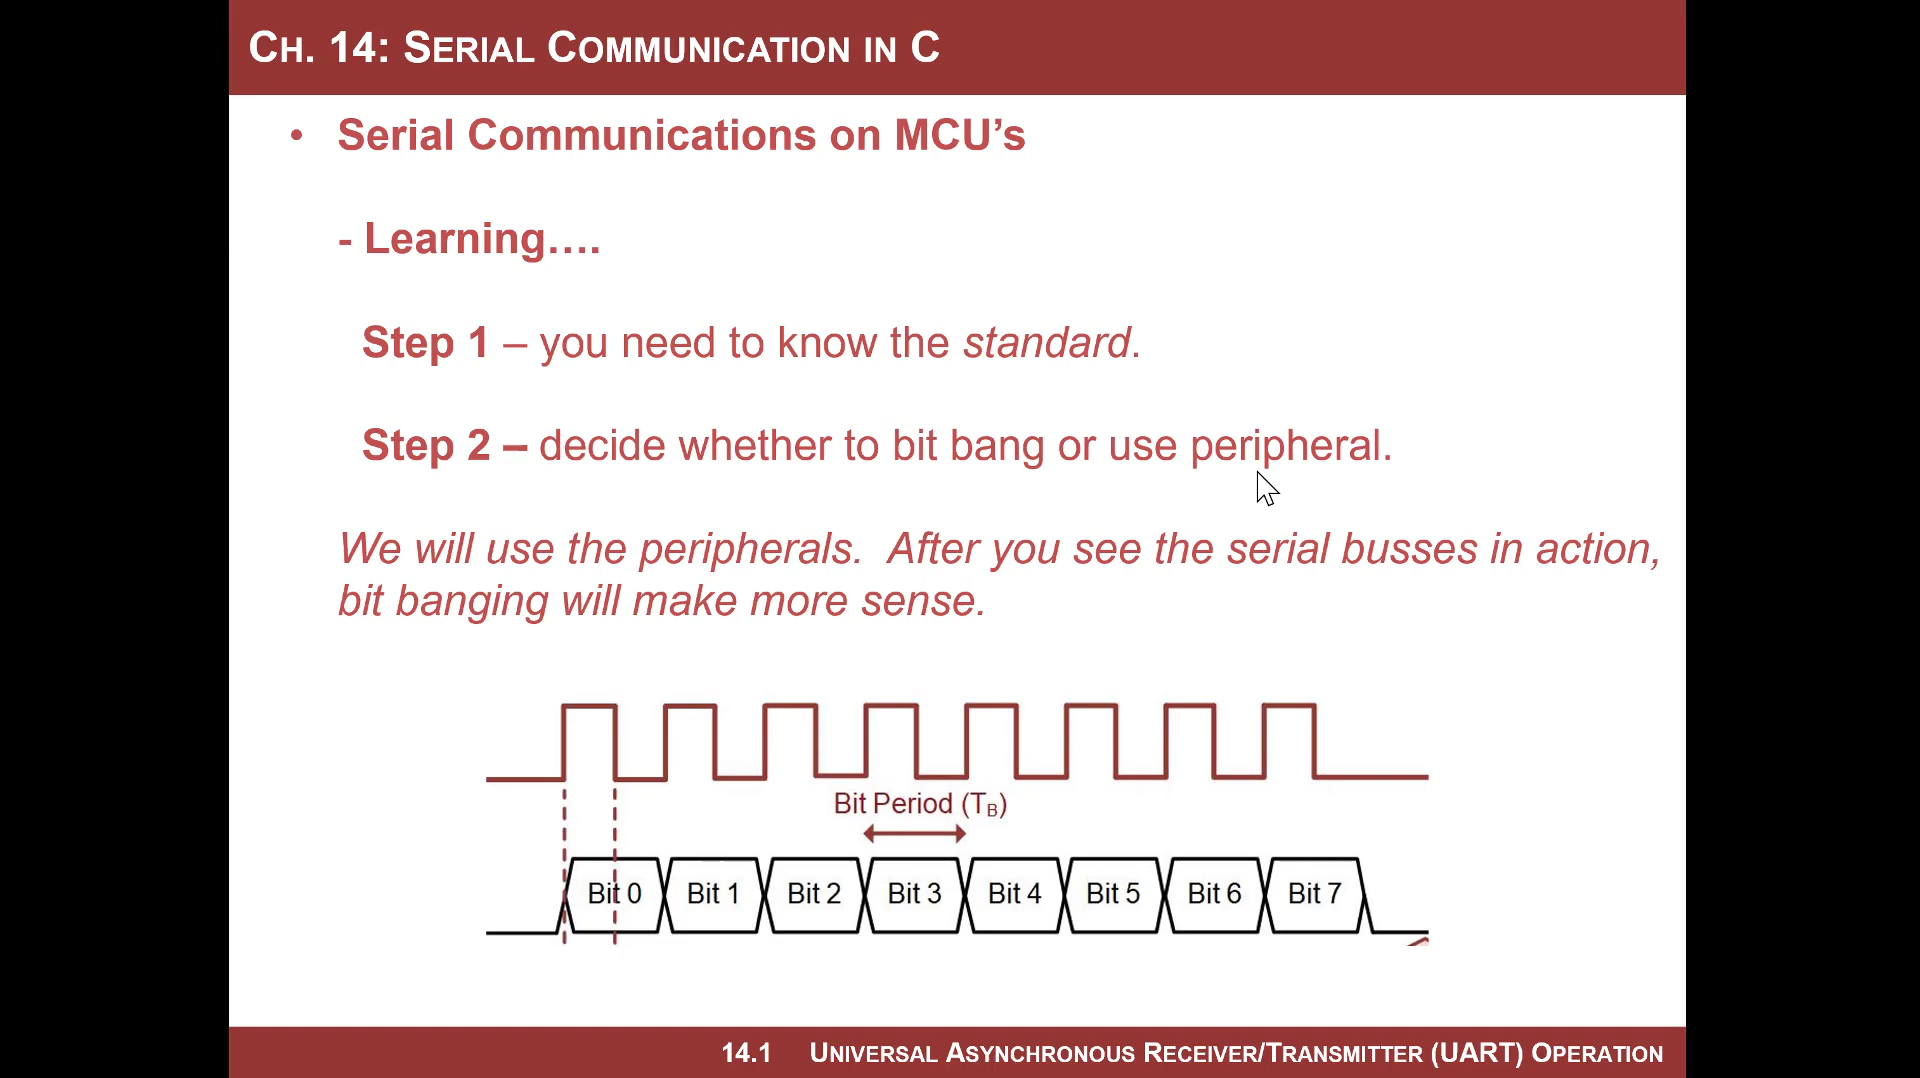 CH. 14: SERIAL COMMUNICATION IN C
• Serial Communications on MCU’s
- Learning….
Step 1 – you need to know the standard.
Step 2 – decide whether to bit bang or use peripheral.
We will use the peripherals.  After you see the serial busses in action,
bit banging will make more sense.
Bit Period (TB)
Bit 0 Bit 1 Bit 2 Bit 3 Bit 4 Bit 5 Bit 6 Bit 7
14.1 UNIVERSAL ASYNCHRONOUS RECEIVER/TRANSMITTER (UART) OPERATION